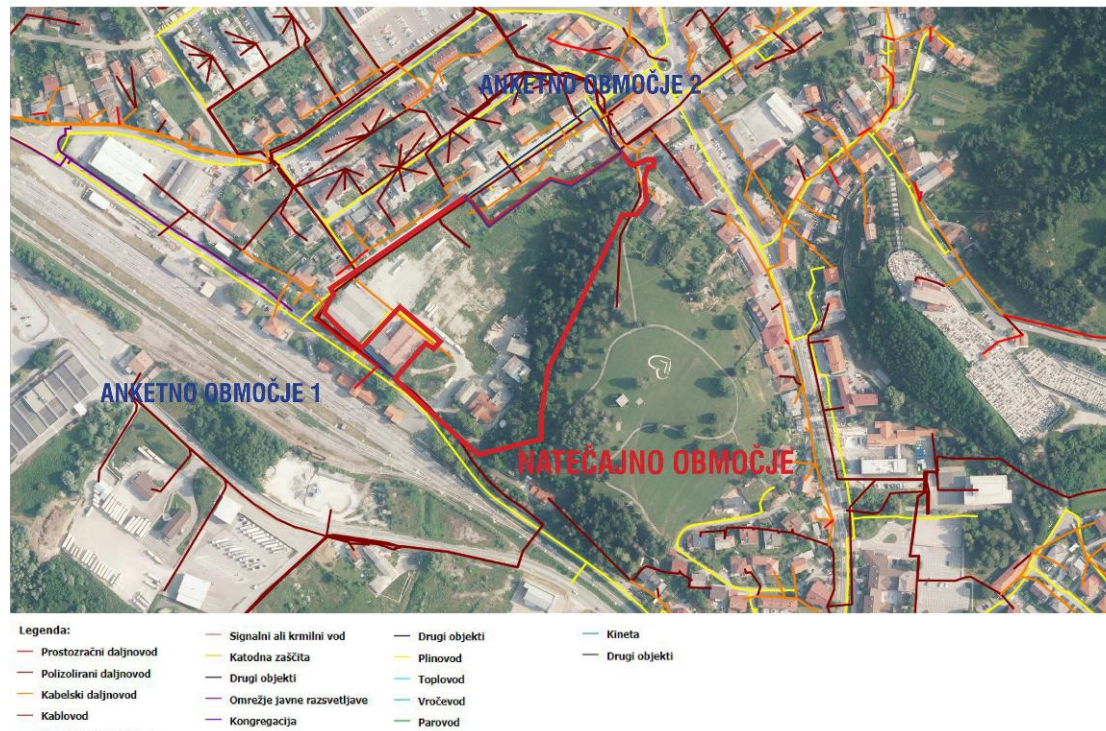 ANKETNO OBMOČJE 2
ANKETNO OBMOČJE 1
NATEČAJNO OBMOČJE
Legenda:
Prostozračni daljnovod
Polizolirani daljnovod
Kabelski daljnovod
Kablovod
Signalni ali krmilni vod
Katodna zaščita
Drugi objekti
Omrežje javne razsvetljave
Kongregacija
Drugi objekti
Plinovod
Toplovod
Vročevod
Parovod
Kineta
Drugi objekti